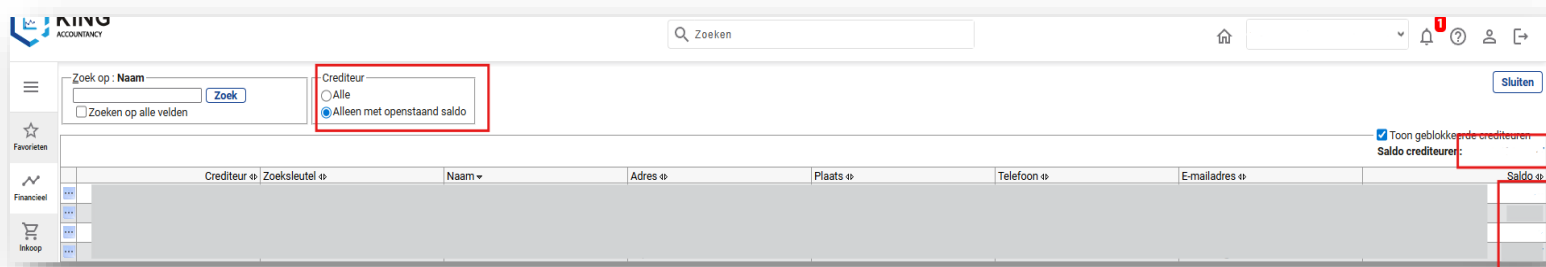 KING
ACCOUNTANCY
Zoeken
1
Zoek op : Naam
Zoek
Zoeken op alle velden
Crediteur
Alle
Alleen met openstaand saldo
Sluiten
Toon geblokkeerde crediteuren
Saldo crediteuren:
Favorieten
Financieel
Inkoop
Crediteur Zoeksleutel Naam Adres Plaats Telefoon E-mailadres Saldo